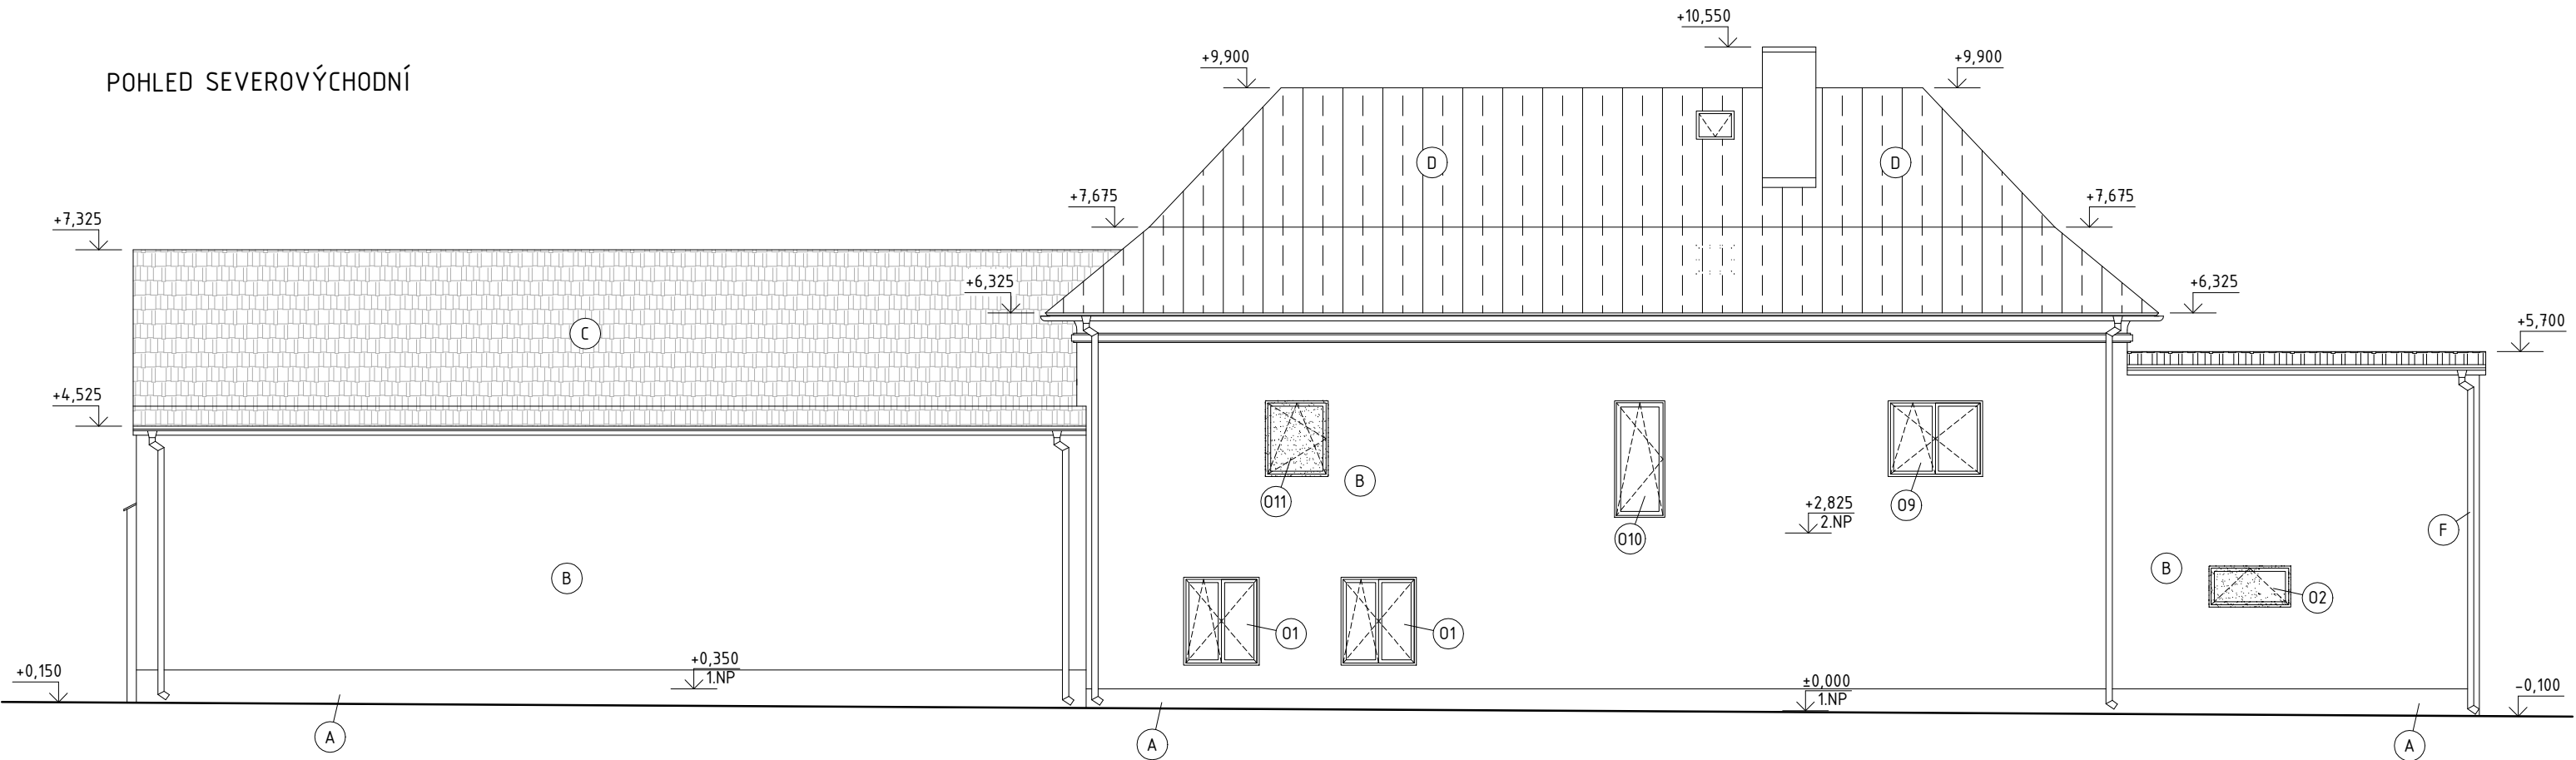 +10,550
+9,900
+9,900
POHLED SEVEROVÝCHODNÍ
D
D
+7,675
+7,675
+7,325
+6,325
+6,325
+5,700
C
+4,525
B
O11
+2,825
2.NP
O9
O10
F
B
B
O2
O1
O1
+0,350
1.NP
+0,150
±0,000
1.NP
-0,100
A
A
A